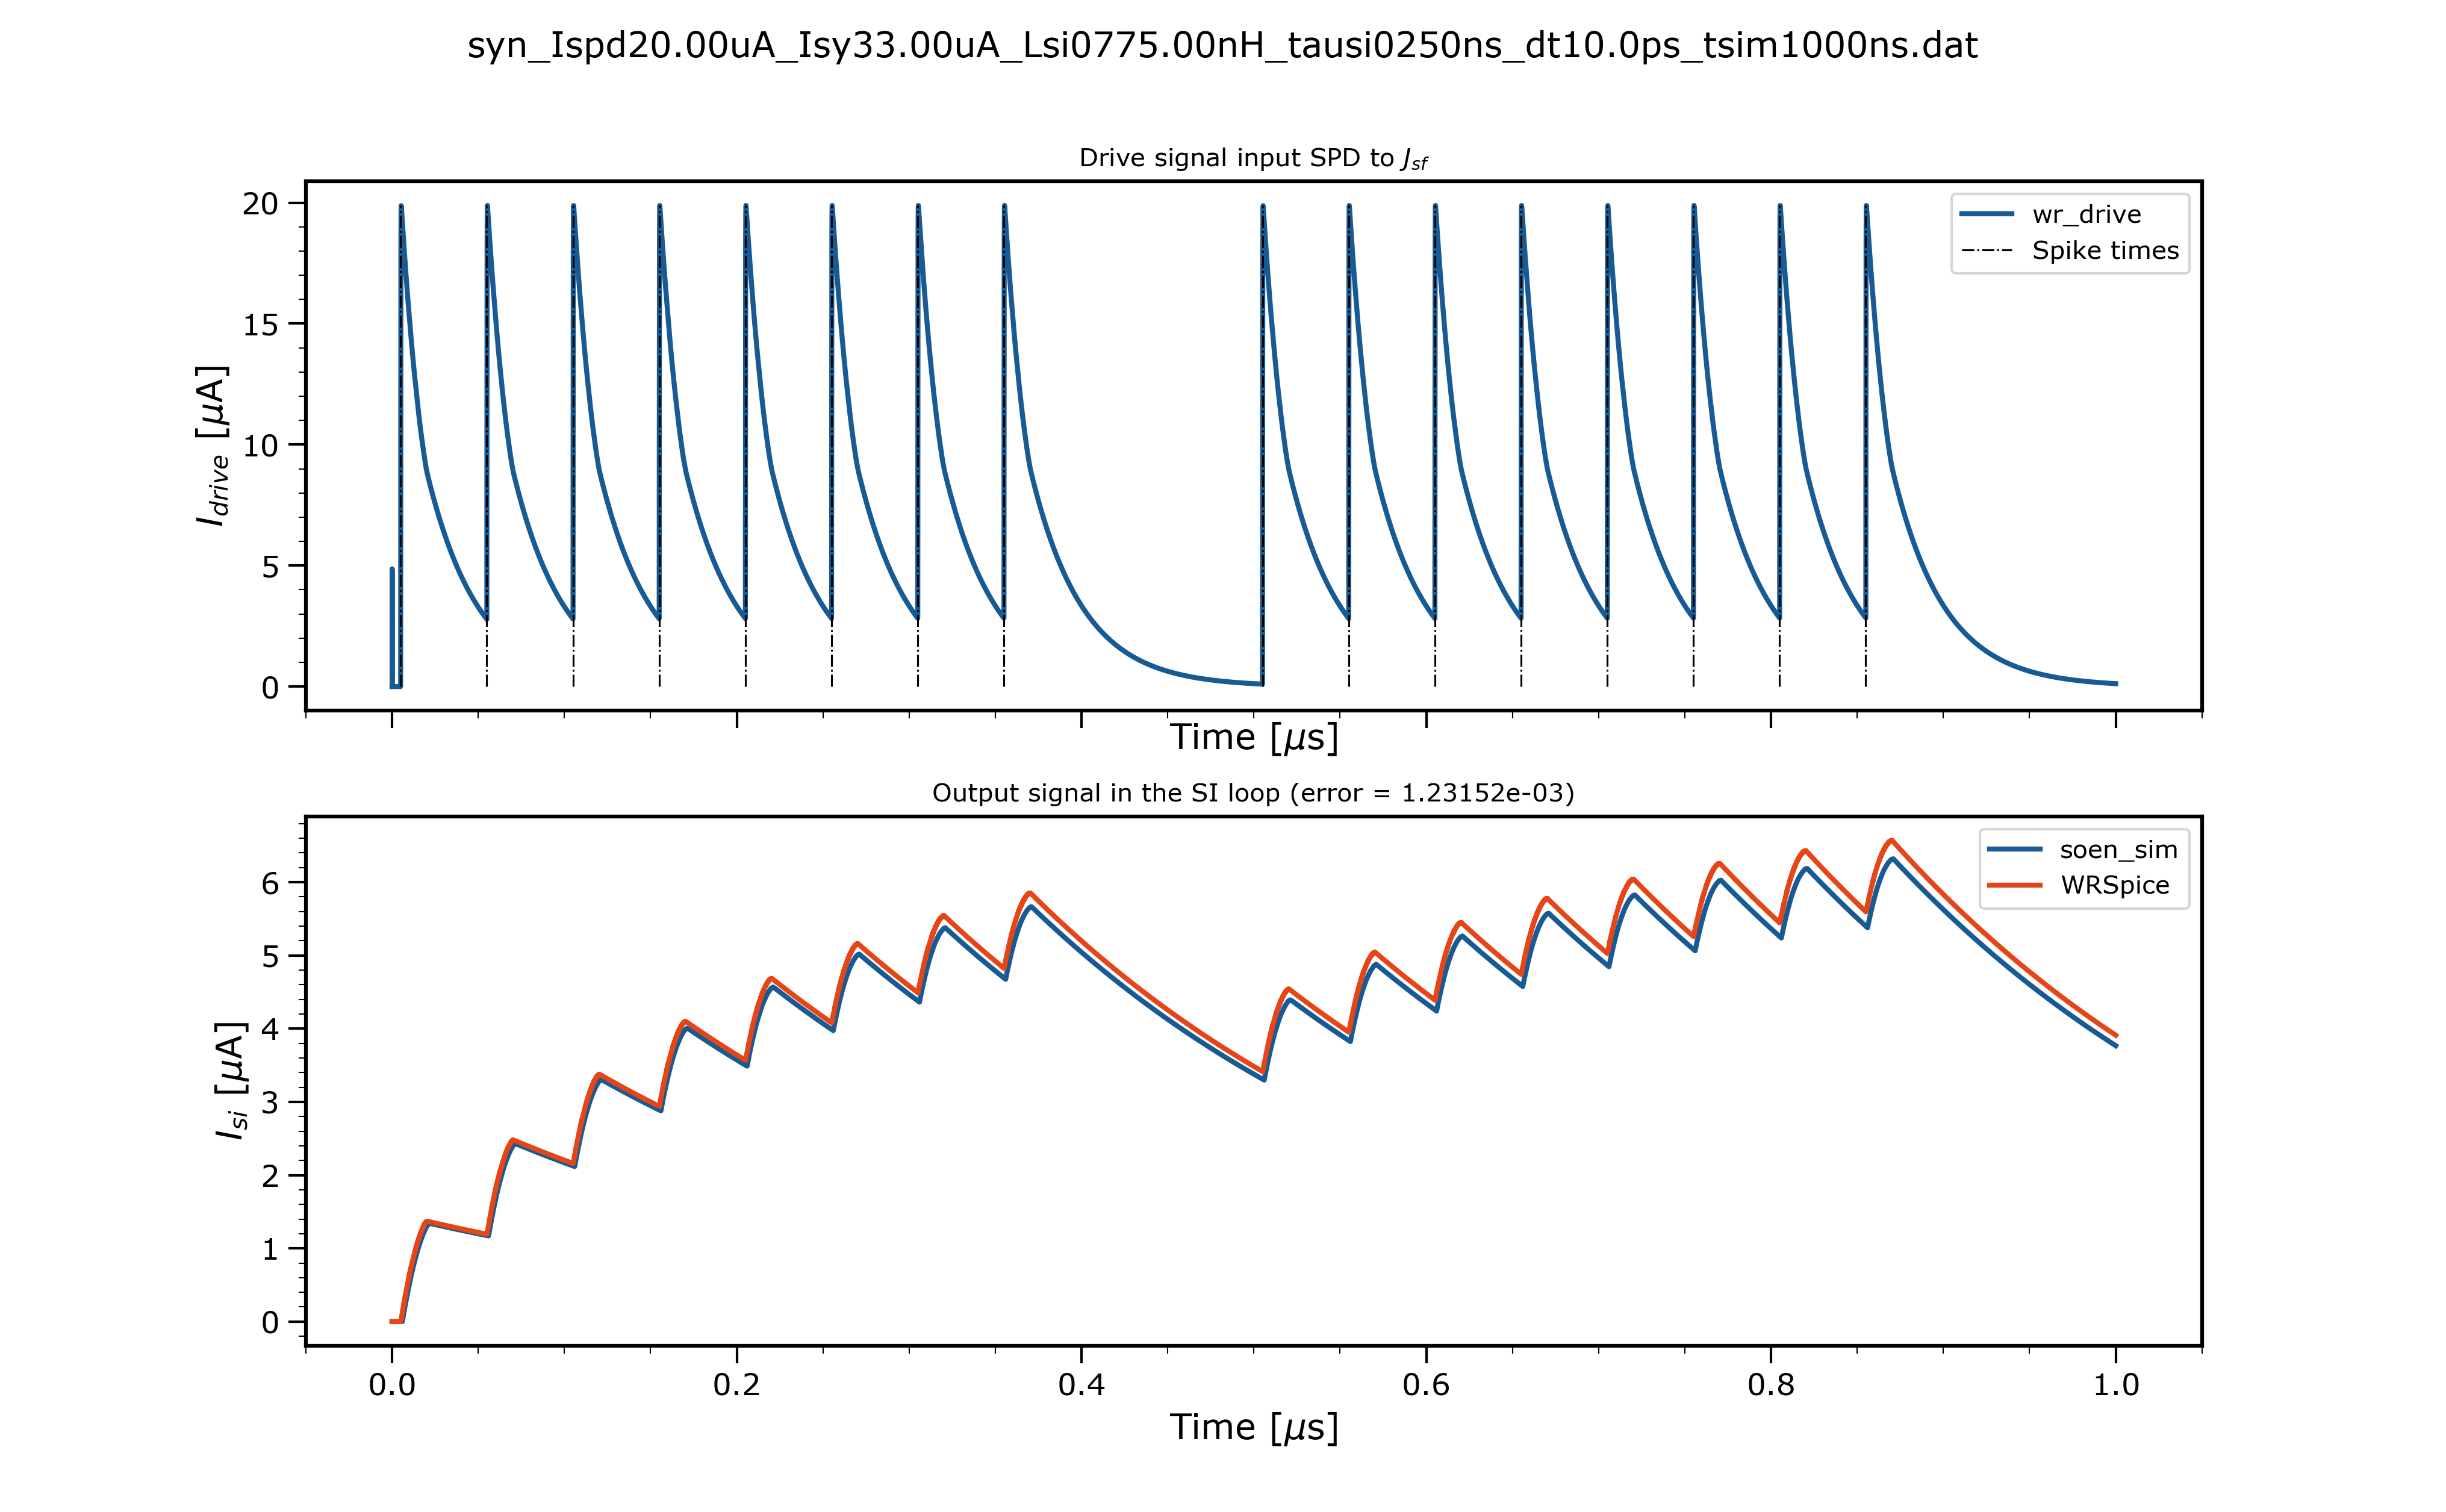 syn_Ispd20.00uA_Isy33.00uA_Lsi0775.00nH_tausi0250ns_dt10.0ps_tsim1000ns.dat
Drive signal input SPD to J_sf
I_drive [μA]
20
15
10
5
0
wr_drive
Spike times
Time [μs]
Output signal in the SI loop (error = 1.23152e-03)
I_si [μA]
6
5
4
3
2
1
0
soen_sim
WRSpice
0.0 0.2 0.4 0.6 0.8 1.0
Time [μs]